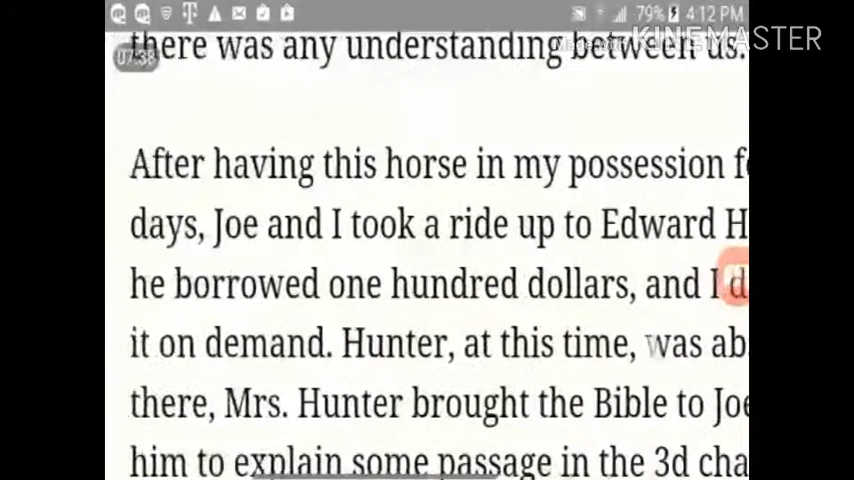 79% 4:12 PM
Made with KINEMASTER
there was any understanding between us.
07:38
After having this horse in my possession
days, Joe and I took a ride up to Edward H
he borrowed one hundred dollars, and I d
it on demand. Hunter, at this time, was ab
there, Mrs. Hunter brought the Bible to Joe
him to explain some passage in the 3d cha